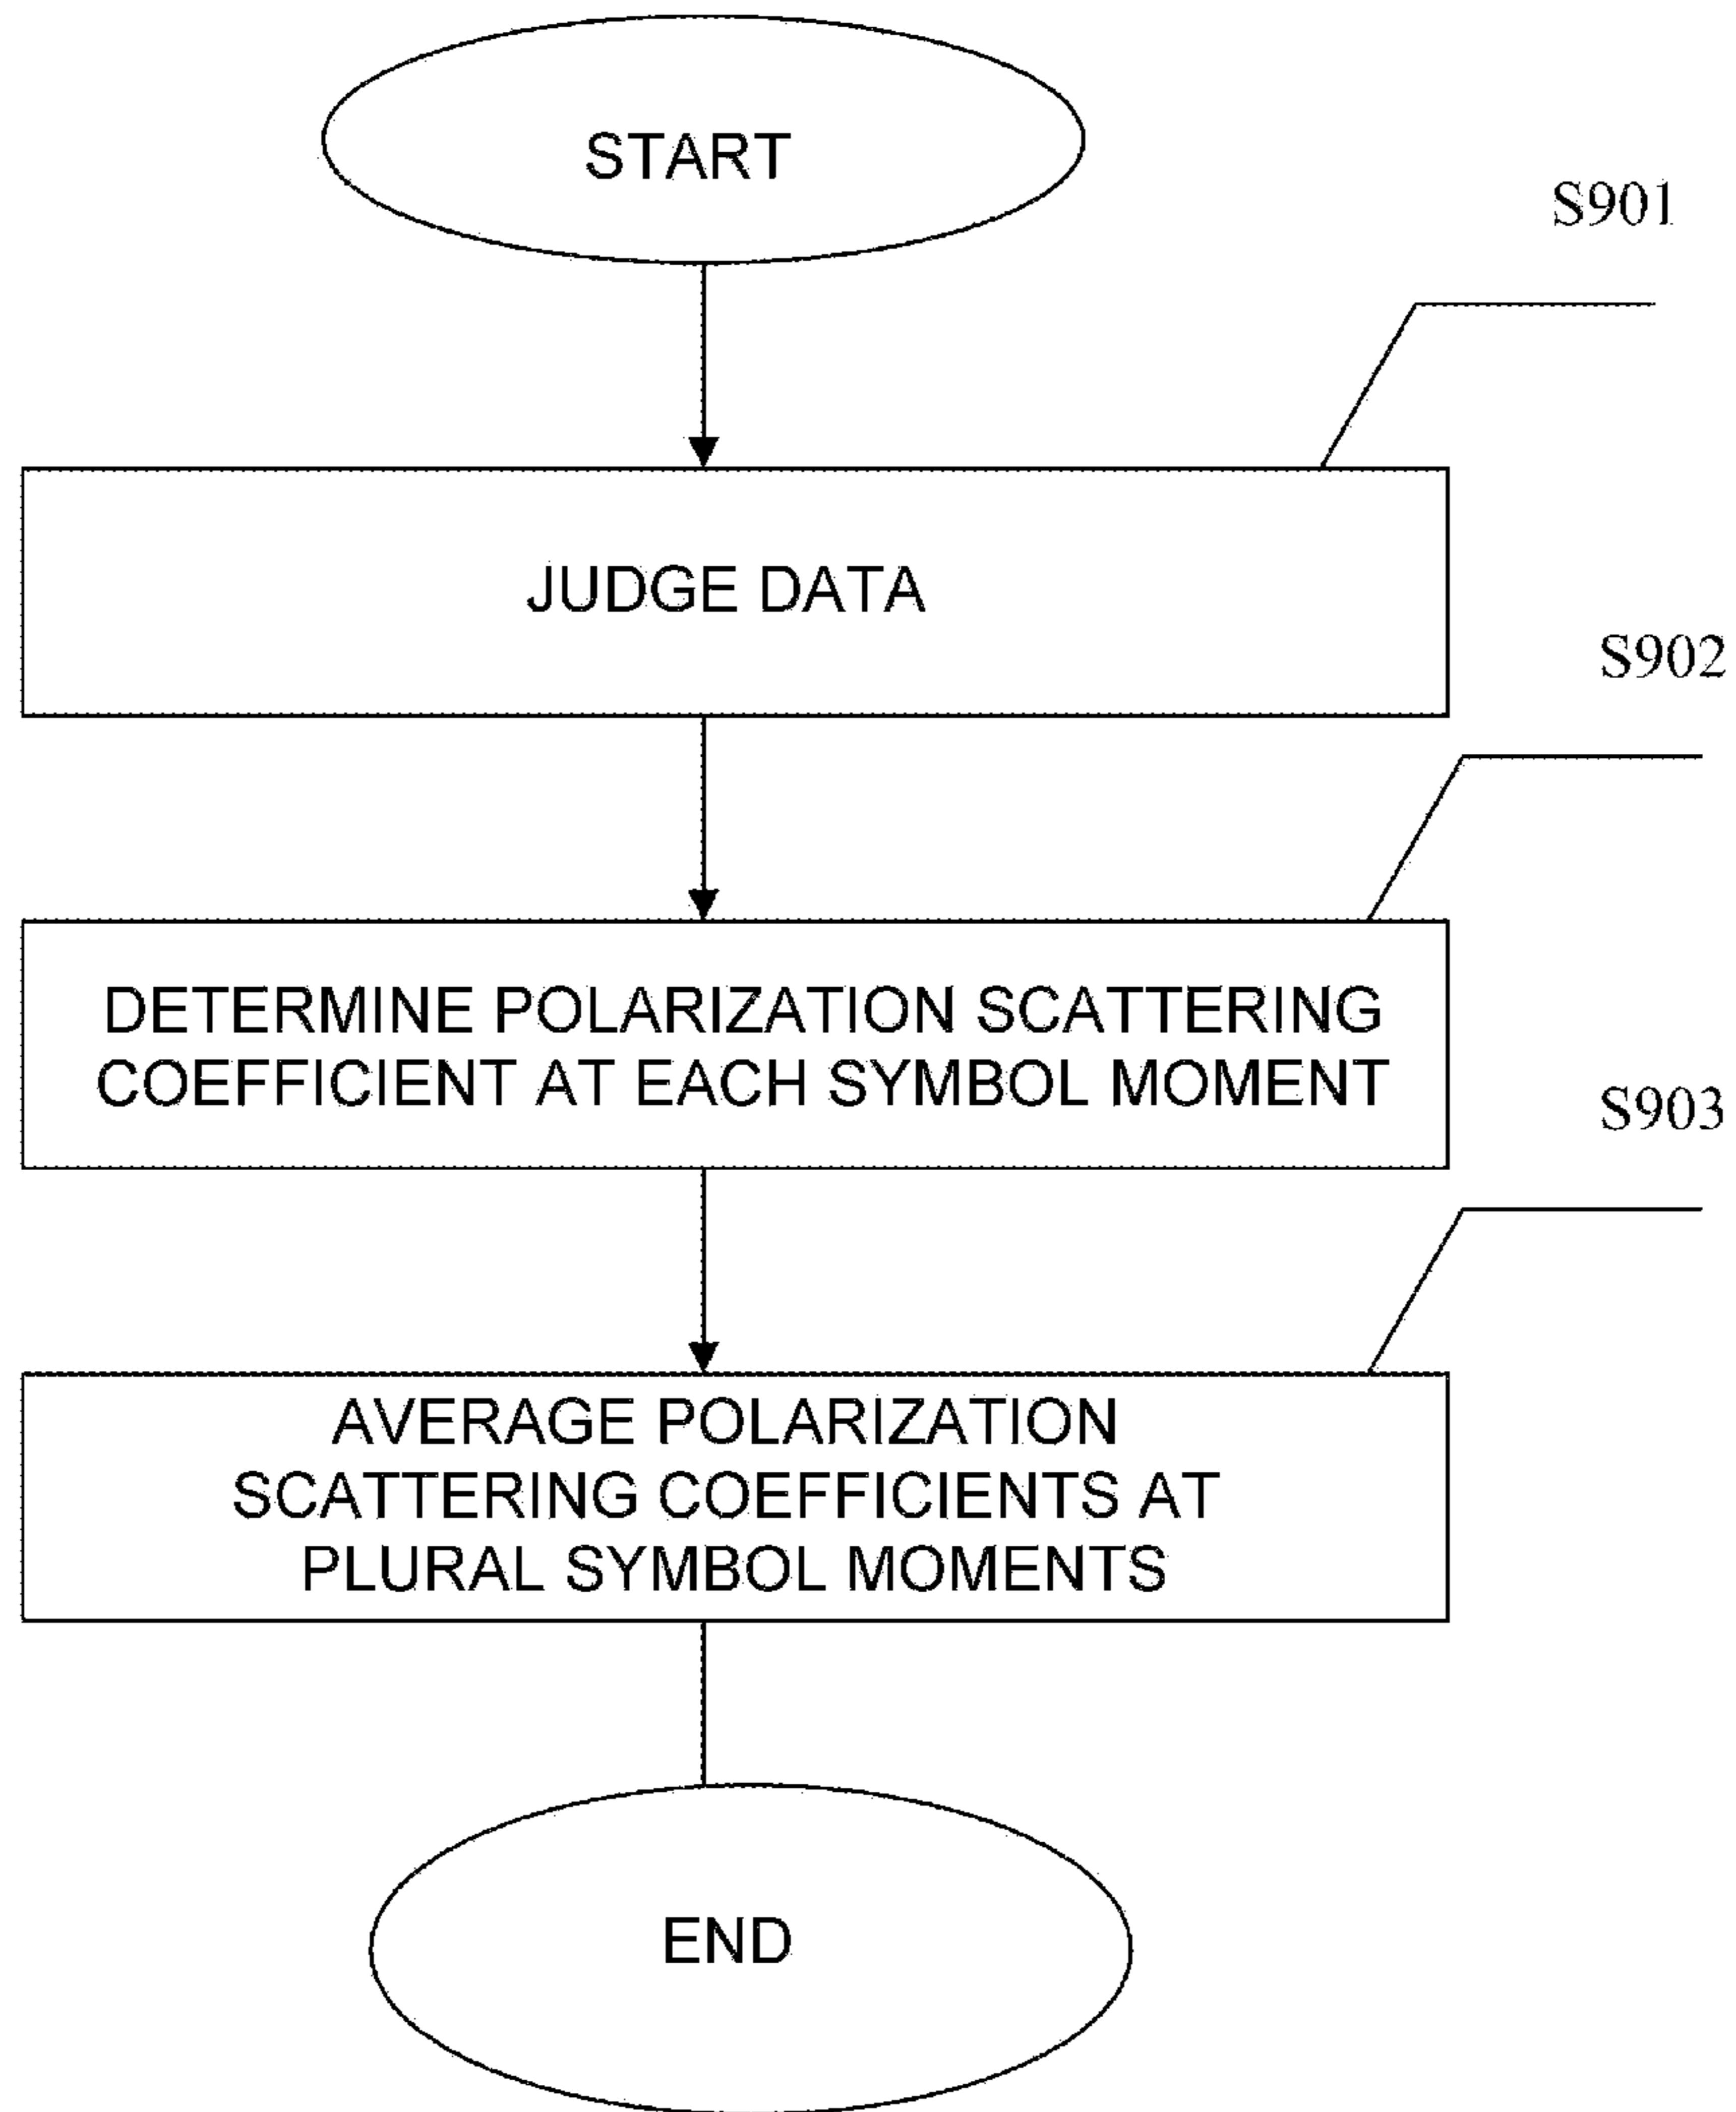 START
S901
JUDGE DATA
S902
DETERMINE POLARIZATION SCATTERING
COEFFICIENT AT EACH SYMBOL MOMENT
S903
AVERAGE POLARIZATION
SCATTERING COEFFICIENTS AT
PLURAL SYMBOL MOMENTS
END